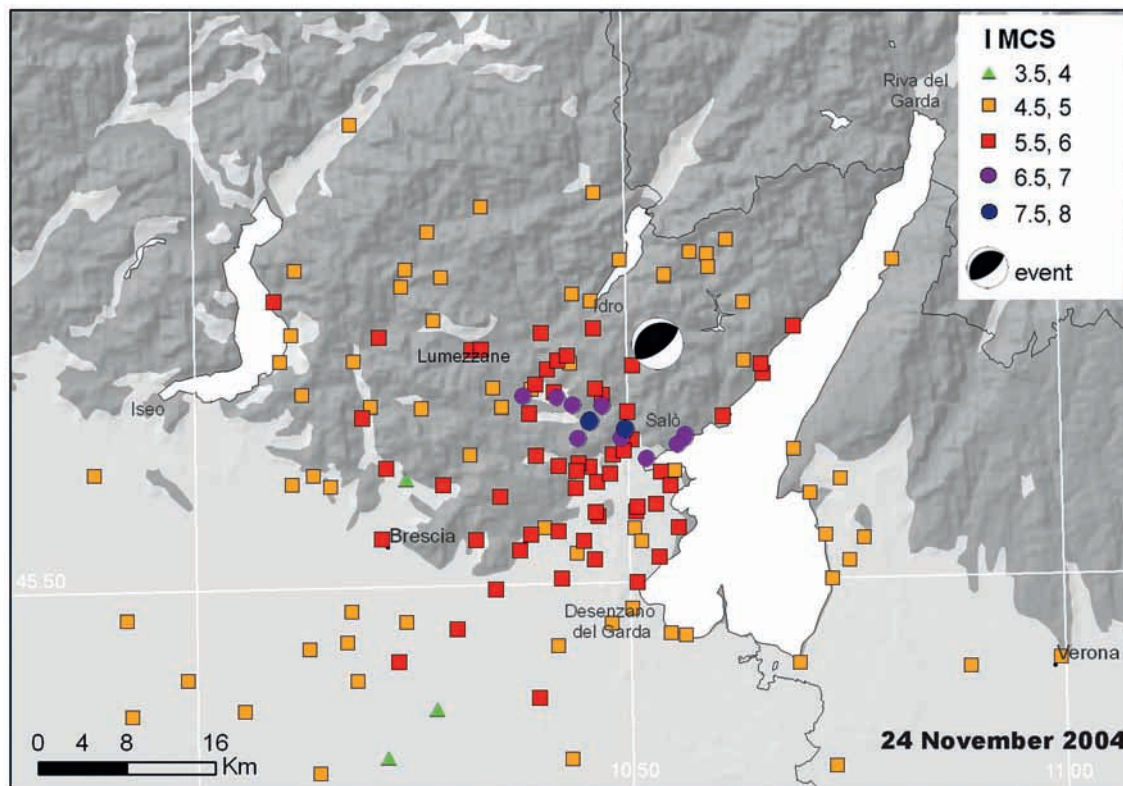 I MCS
3.5, 4
4.5, 5
5.5, 6
6.5, 7
7.5, 8
event
Riva del
Garda
Idro
Lumezzane
Iseo
Salò
Brescia
45.50
Desenzano
del Garda
Verona
24 November 2004
0 4 8 16
Km
10.50
11.00